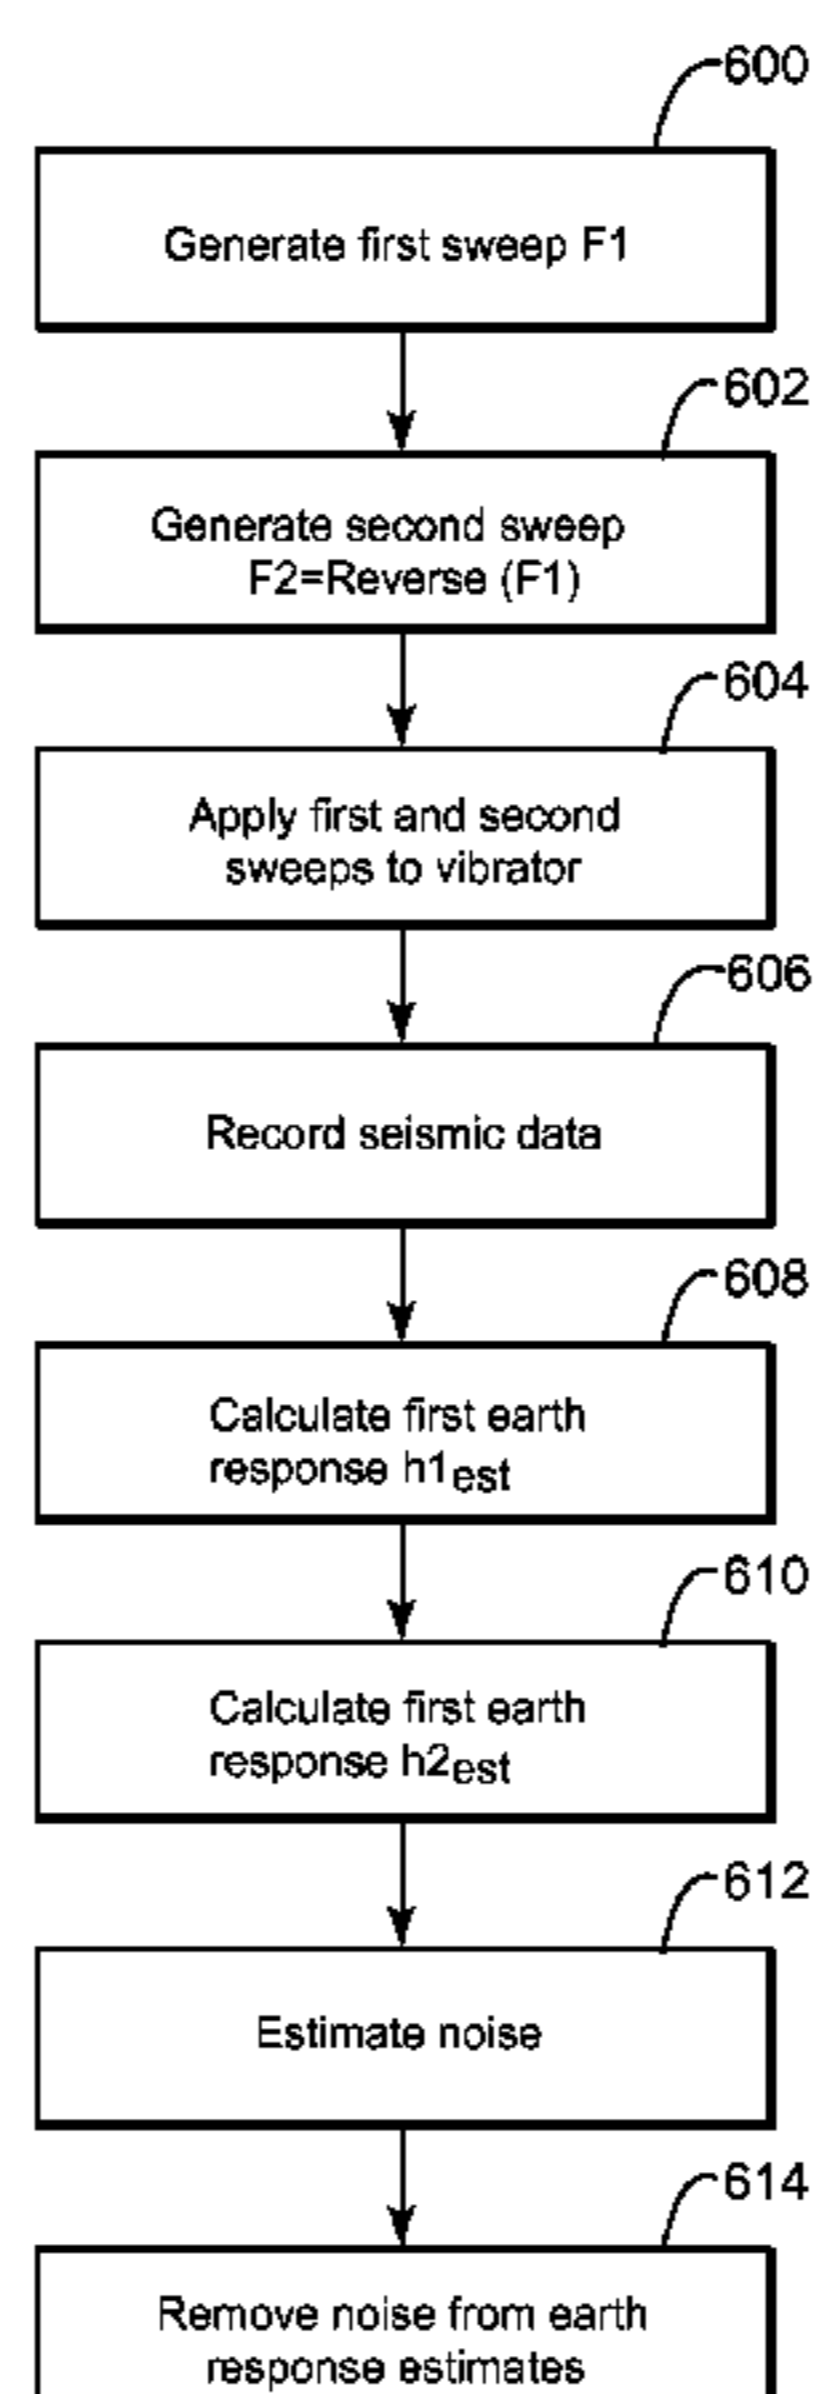 600
Generate first sweep F1
602
Generate second sweep
F2=Reverse (F1)
604
Apply first and second
sweeps to vibrator
606
Record seismic data
608
Calculate first earth
response h1est
610
Calculate first earth
response h2est
612
Estimate noise
614
Remove noise from earth
response estimates